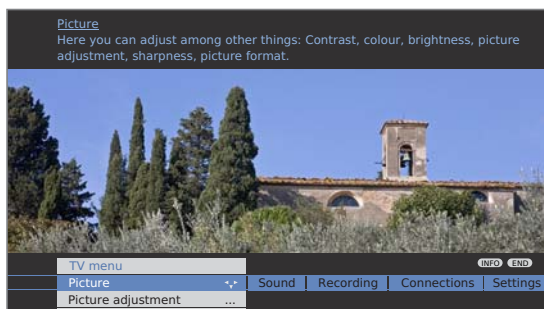 Picture
Here you can adjust among other things: Contrast, colour, brightness, picture
adjustment, sharpness, picture format.
TV menu
INFO END
Picture Sound Recording Connections Settings
Picture adjustment ...